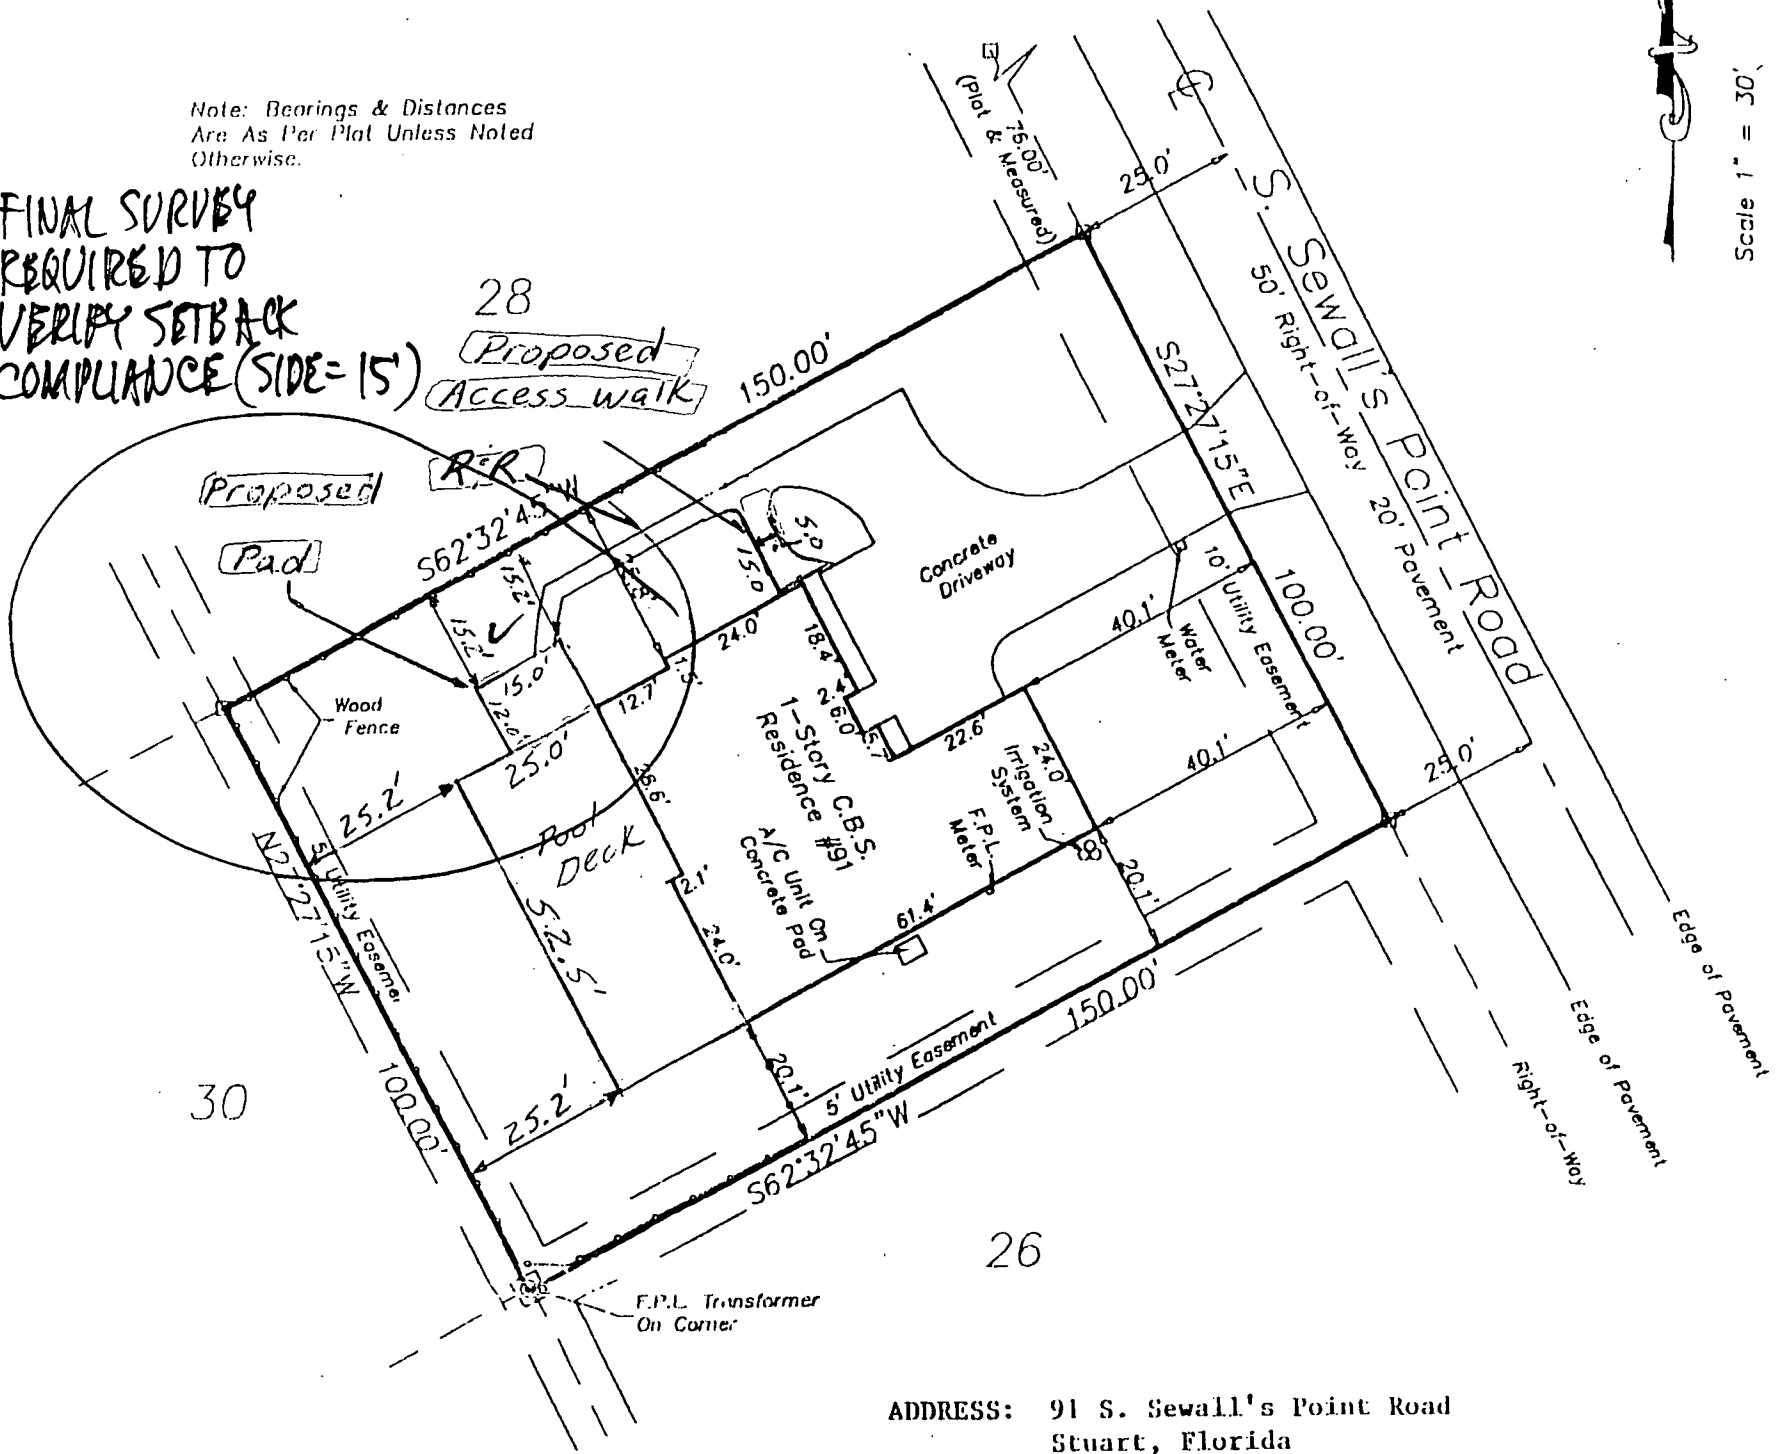 Note: Bearings & Distances
Are As Per Plat Unless Noted
Otherwise.
FINAL SURVEY
REQUIRED TO
VERIFY SETBACK
COMPLIANCE (SIDE = 15')
28
Proposed
Access walk
Proposed
Pad
R.R
S62°32'45"W
150.00'
75.00'
(Plat & Measured)
25.0'
S. Sewall's Point Road
50' Right-of-Way
20' Pavement
Scale 1" = 30'
S27°27'15"E
100.00'
10' Utility Easement
Concrete
Driveway
5.0
15.0
15.2'
15.2'
15.0'
12.0'
25.0'
12.7'
1.5'
24.0'
18.4'
2.4'
6.0'
5.7'
22.6'
40.1'
Water
Meter
40.1'
24.0'
Irrigation
System
F.P.L.
Meter
25.0'
1-Story C.B.S.
Residence #91
A/C Unit On
Concrete Pad
61.4'
20.1'
Wood
Fence
25.2'
Pool
Deck
52.5'
2.1'
24.0'
5' Utility
N27°27'15"W
100.00'
25.2'
20.1'
5' Utility Easement
150.00'
S62°32'45"W
30
26
Edge of Pavement
Edge of Pavement
Right-of-Way
F.P.L. Transformer
On Corner
ADDRESS: 91 S. Sewall's Point Road
Stuart, Florida